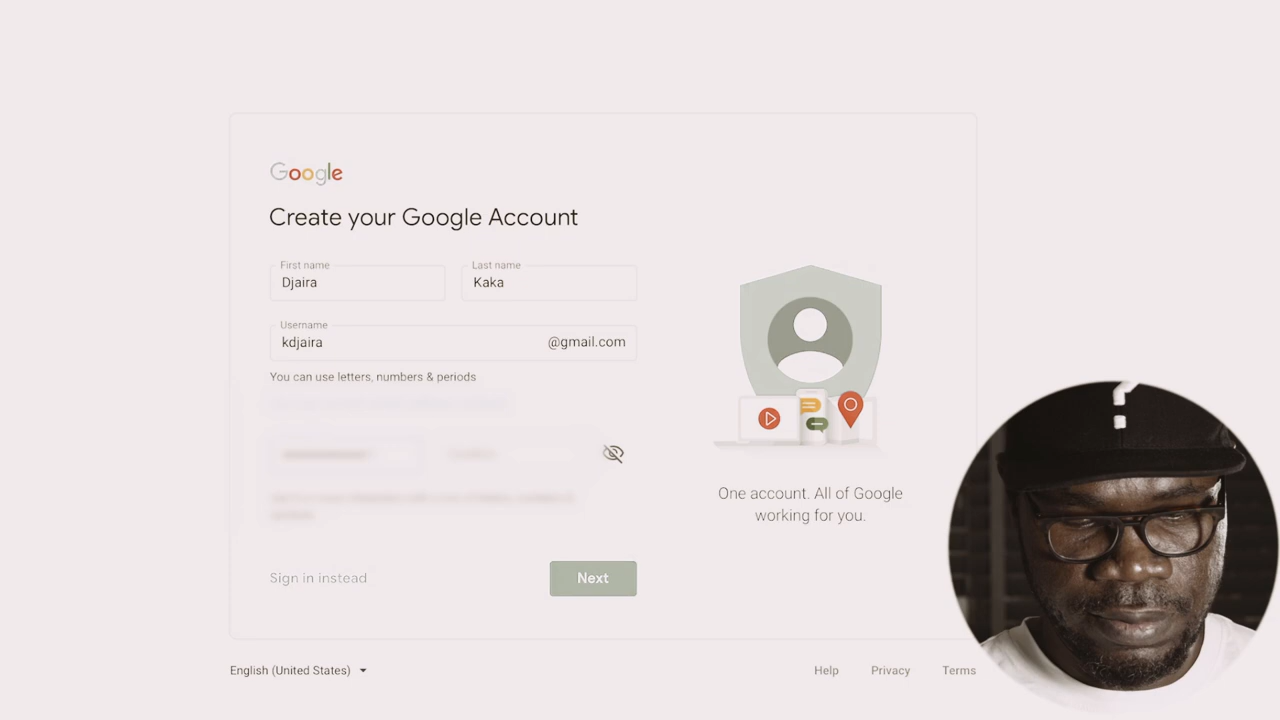 Google
Create your Google Account
First name
Last name
Djaira
Kaka
Username
kdjaira
@gmail.com
You can use letters, numbers & periods
One account. All of Google
working for you.
Sign in instead
Next
English (United States)
Help
Privacy
Terms
?